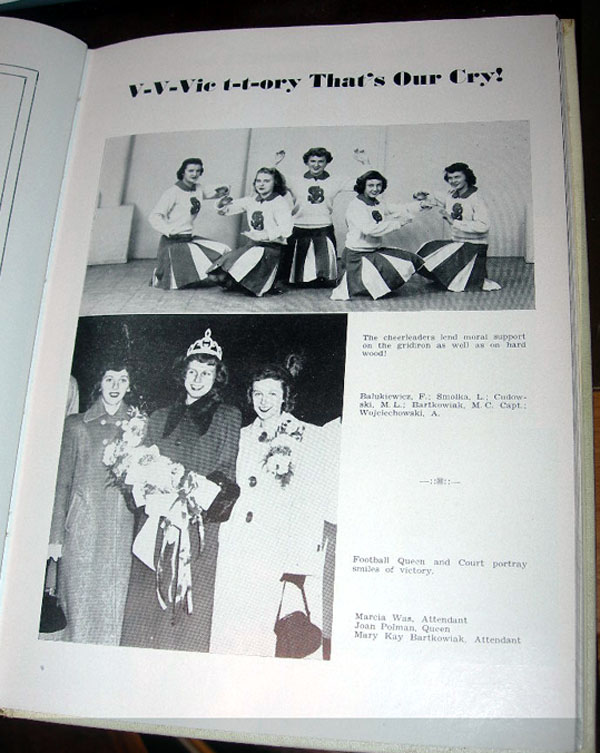 V-V-Vic t-t-ory That's Our Cry!
The cheerleaders lend moral support
on the gridiron as well as on hard
wood!
Balukiewicz, F.; Smolka, L.; Cudow-
ski, M. L.; Bartkowiak, M. C. Capt.;
Wojciechowski, A.
Football Queen and Court portray
smiles of victory.
Marcia Was, Attendant
Joan Polman, Queen
Mary Kay Bartkowiak, Attendant